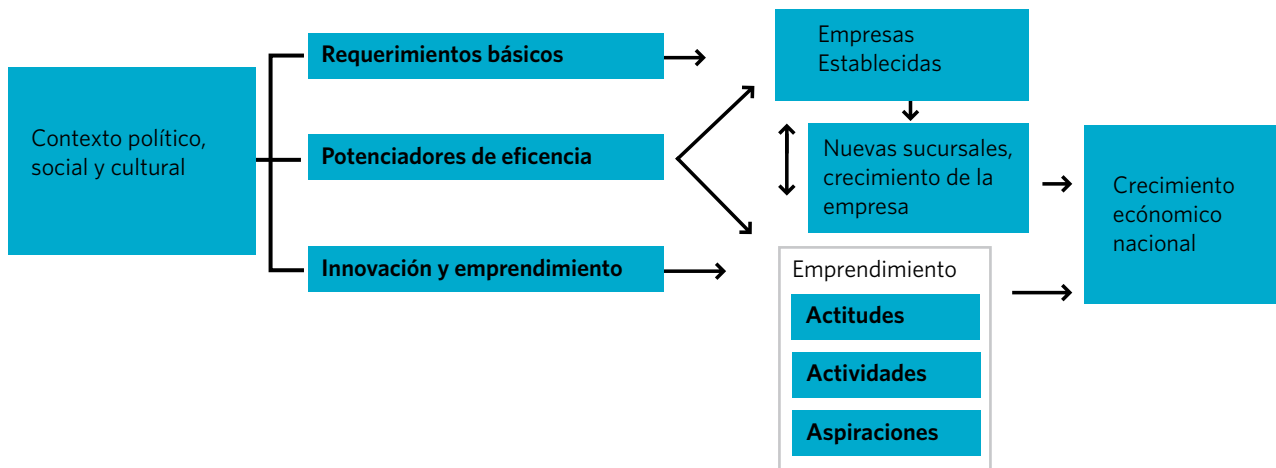 Contexto político,
social y cultural
Requerimientos básicos
Potenciadores de eficencia
Innovación y emprendimiento
Empresas
Establecidas
Nuevas sucursales,
crecimiento de la
empresa
Emprendimiento
Actitudes
Actividades
Aspiraciones
Crecimiento
ecónomico
nacional